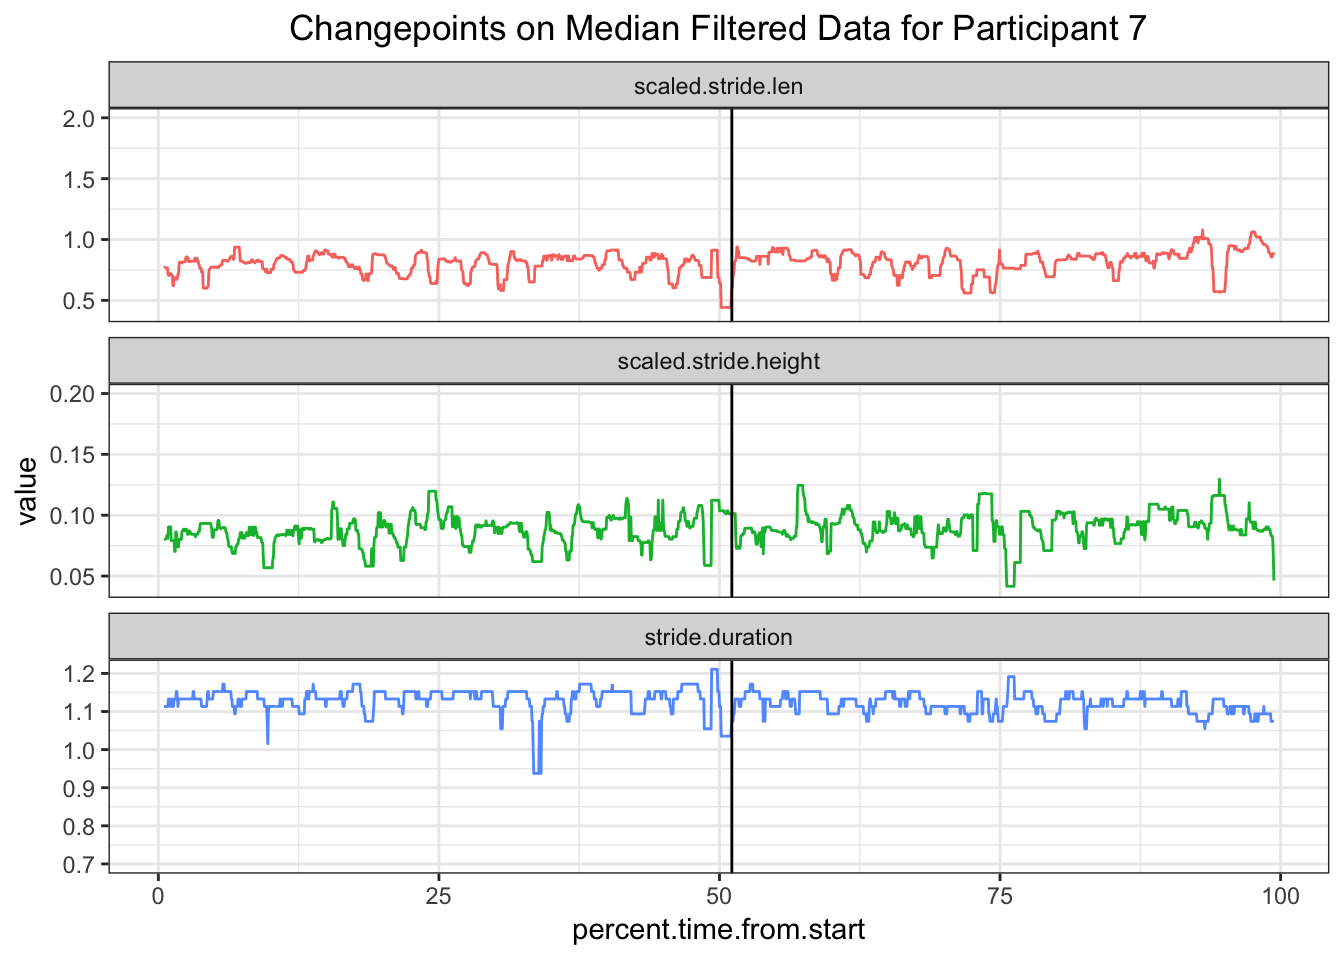 Changepoints on Median Filtered Data for Participant 7
scaled.stride.len
2.0
1.5
1.0
0.5
scaled.stride.height
0.20
0.15
0.10
0.05
value
stride.duration
1.2
1.1
1.0
0.9
0.8
0.7
0 25 50 75 100
percent.time.from.start